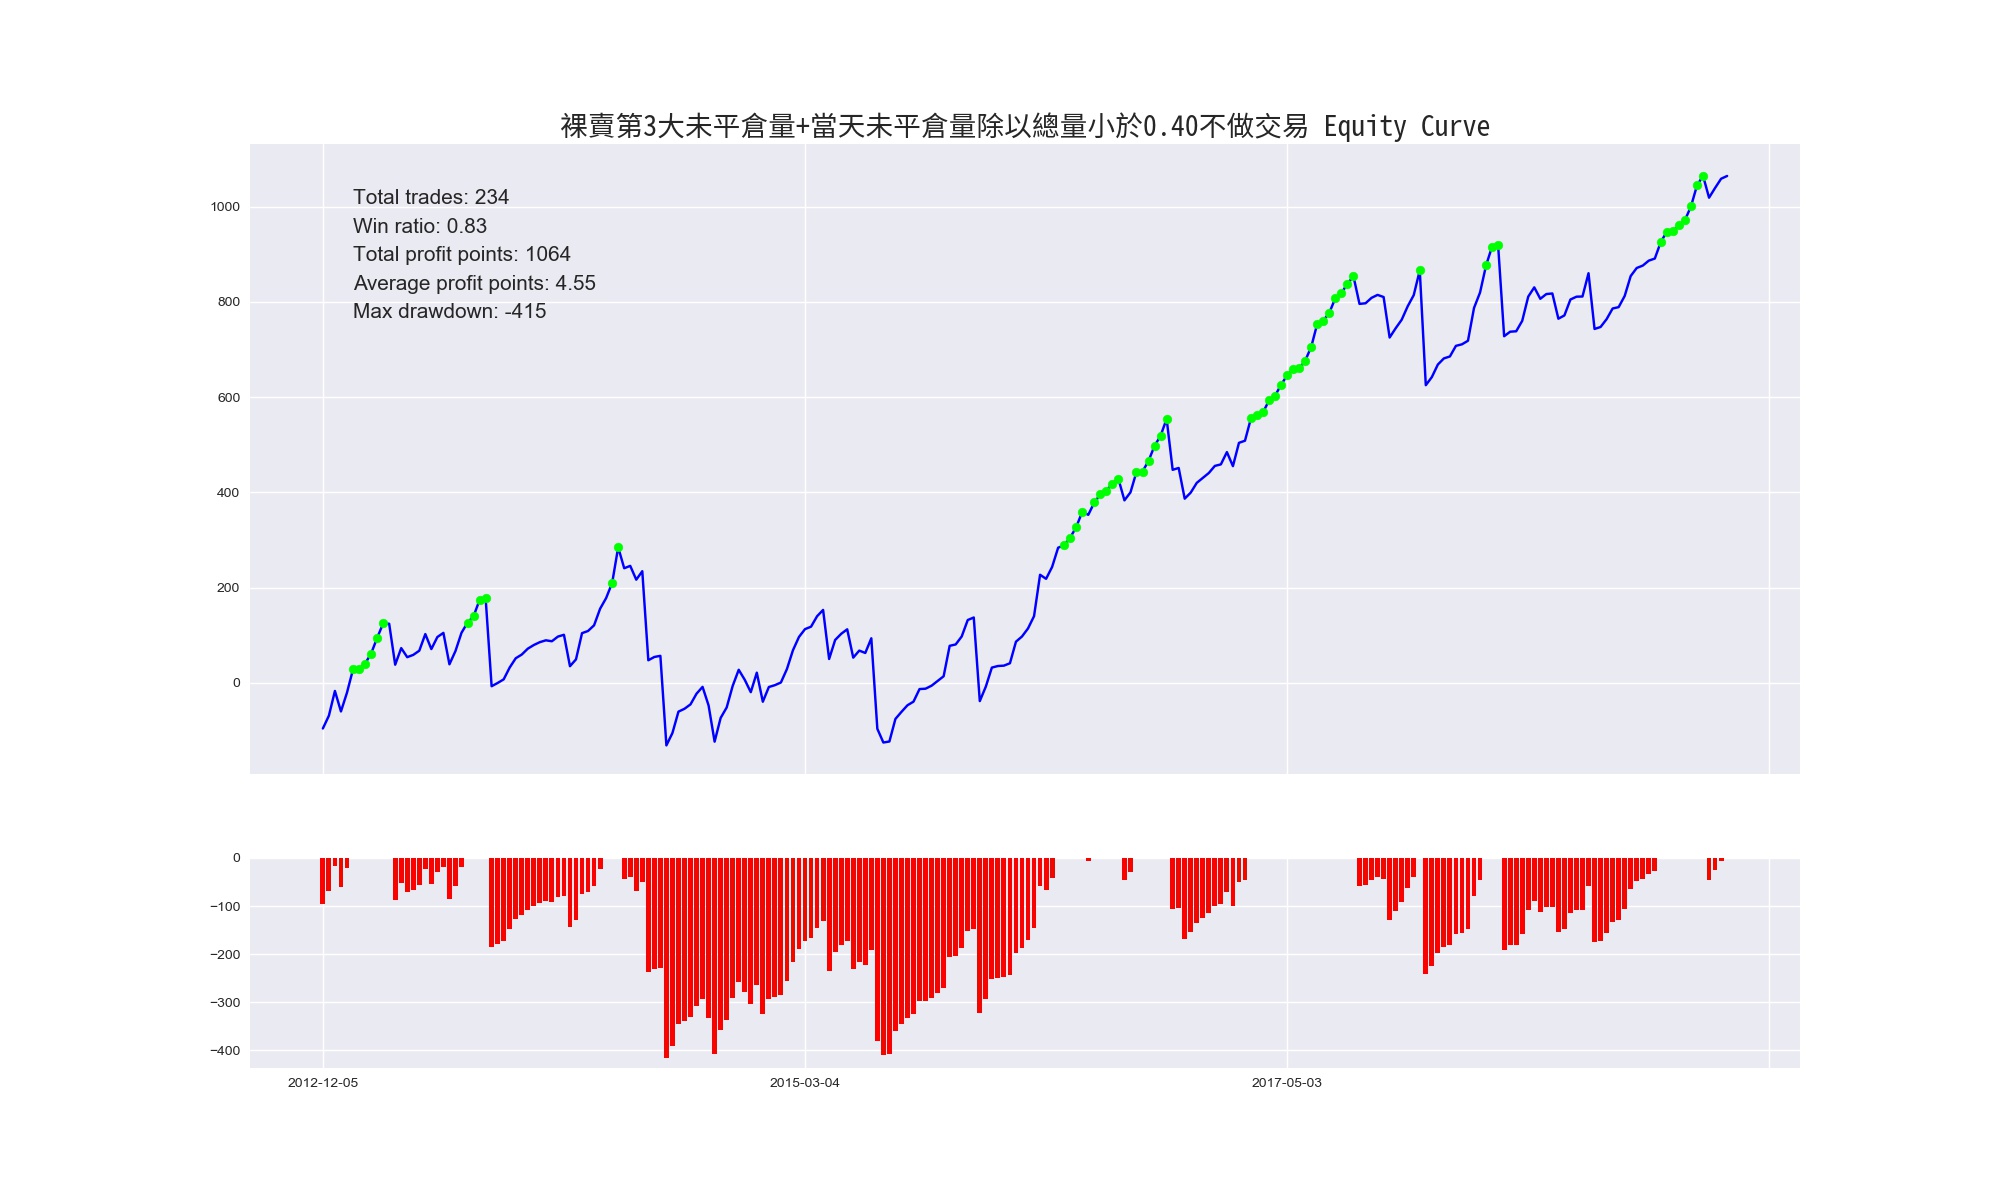 裸賣第3大未平倉量+當天未平倉量除以總量小於0.40不做交易 Equity Curve
Total trades: 234
Win ratio: 0.83
Total profit points: 1064
Average profit points: 4.55
Max drawdown: -415
1000
800
600
400
200
0
0
−100
−200
−300
−400
2012-12-05 2015-03-04 2017-05-03